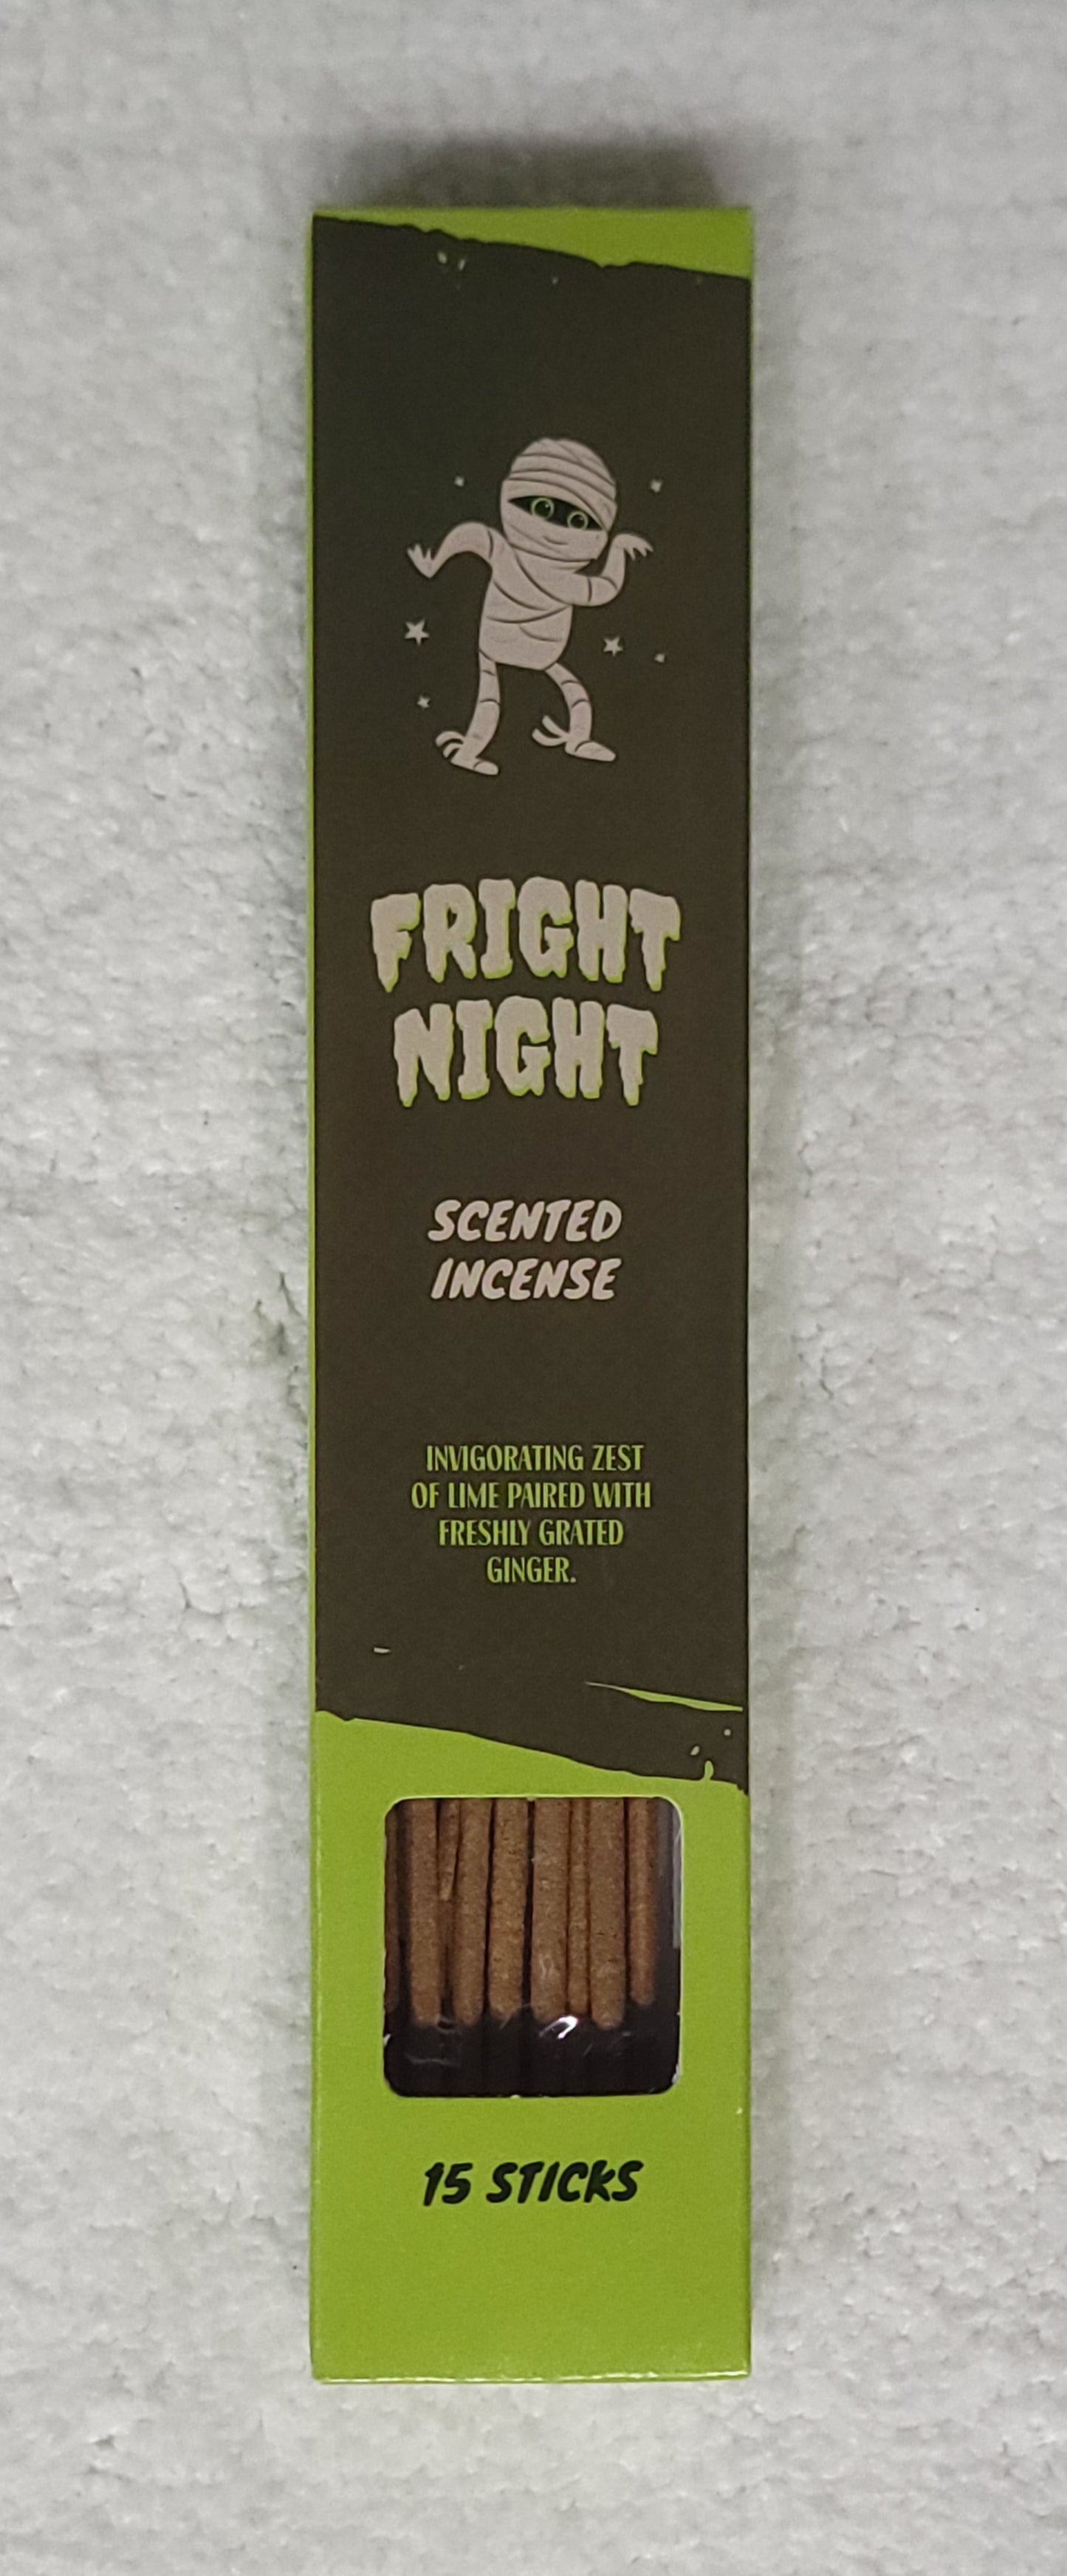 FRIGHT
NIGHT
SCENTED
INCENSE
INVIGORATING ZEST
OF LIME PAIRED WITH
FRESHLY GRATED
GINGER.
15 STICKS